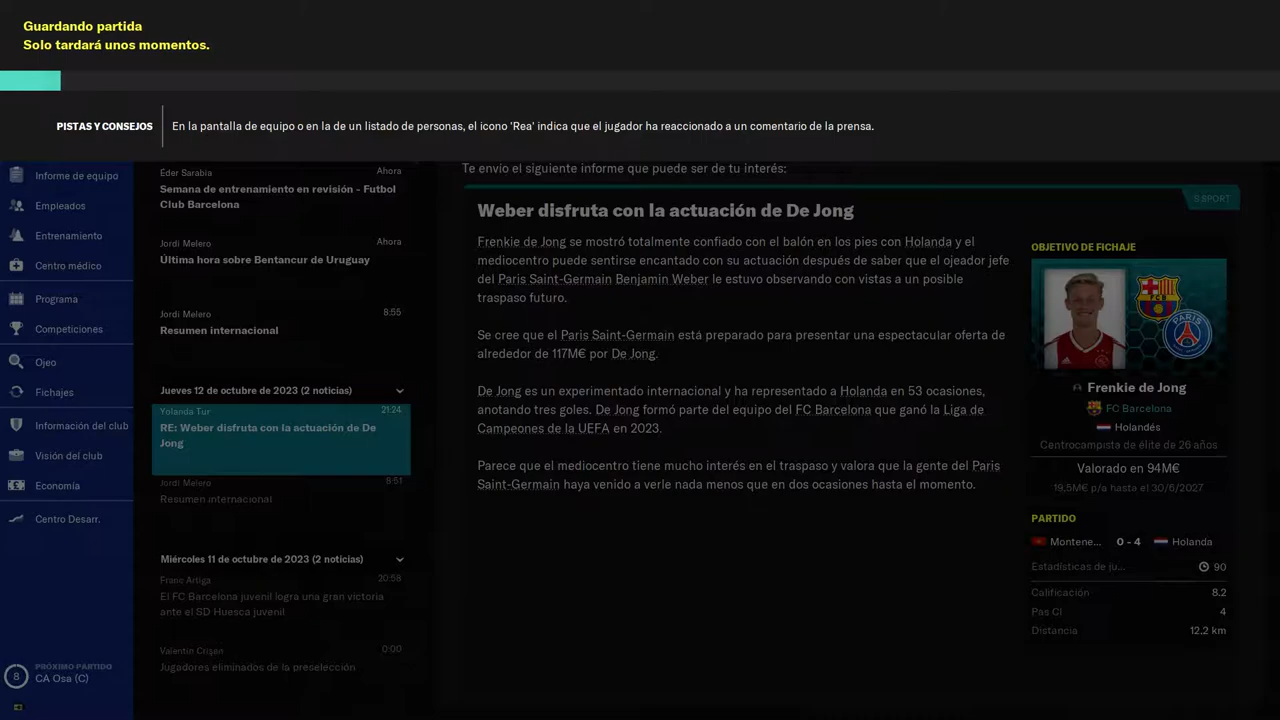 Guardando partida
Solo tardará unos momentos.
PISTAS Y CONSEJOS
En la pantalla de equipo o en la de un listado de personas, el icono 'Rea' indica que el jugador ha reaccionado a un comentario de la prensa.
Informe de equipo
Empleados
Entrenamiento
Centro médico
Programa
Competiciones
Ojeo
Fichajes
Información del club
Visión del club
Economía
Centro Desarr.
8
PRÓXIMO PARTIDO
CA Osa (C)
Éder Sarabia
Ahora
Semana de entrenamiento en revisión - Futbol
Club Barcelona
Jordi Melero
Ahora
Última hora sobre Bentancur de Uruguay
Jordi Melero
8:55
Resumen internacional
Jueves 12 de octubre de 2023 (2 noticias)
Yolanda Tur
21:24
RE: Weber disfruta con la actuación de De
Jong
Jordi Melero
8:51
Resumen internacional
Miércoles 11 de octubre de 2023 (2 noticias)
Franc Artiga
20:58
El FC Barcelona juvenil logra una gran victoria
ante el SD Huesca juvenil
Valentín Crișan
0:00
Jugadores eliminados de la preselección
Te envío el siguiente informe que puede ser de tu interés:
S.SPORT
Weber disfruta con la actuación de De Jong
Frenkie de Jong se mostró totalmente confiado con el balón en los pies con Holanda y el
mediocentro puede sentirse encantado con su actuación después de saber que el ojeador jefe
del Paris Saint-Germain Benjamin Weber le estuvo observando con vistas a un posible
traspaso futuro.
Se cree que el Paris Saint-Germain está preparado para presentar una espectacular oferta de
alrededor de 117M€ por De Jong.
De Jong es un experimentado internacional y ha representado a Holanda en 53 ocasiones,
anotando tres goles. De Jong formó parte del equipo del FC Barcelona que ganó la Liga de
Campeones de la UEFA en 2023.
Parece que el mediocentro tiene mucho interés en el traspaso y valora que la gente del Paris
Saint-Germain haya venido a verle nada menos que en dos ocasiones hasta el momento.
OBJETIVO DE FICHAJE
FCB
PARIS
Frenkie de Jong
FC Barcelona
Holandés
Centrocampista de élite de 26 años
Valorado en 94M€
19,5M€ p/a hasta el 30/6/2027
PARTIDO
Montene... 0 - 4 Holanda
Estadísticas de ju... 90
Calificación 8.2
Pas Cl 4
Distancia 12.2 km